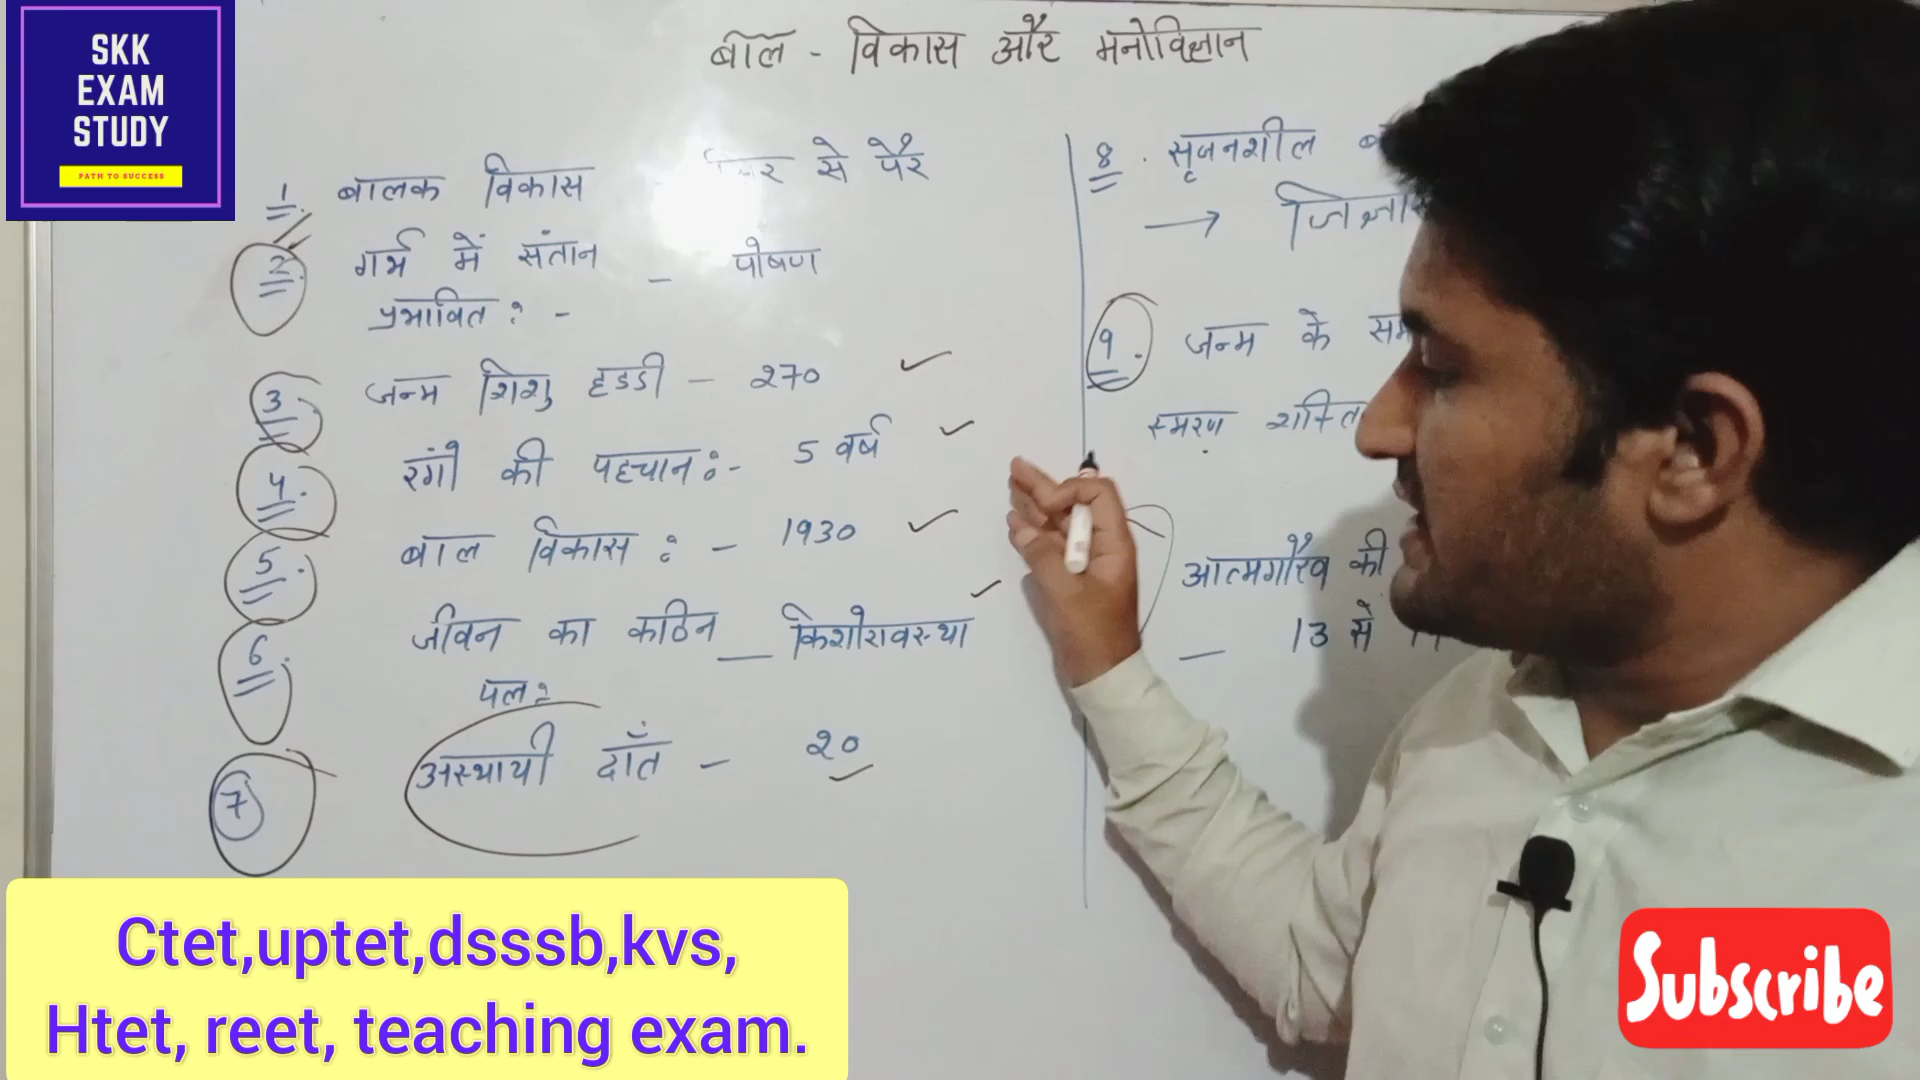 SKK
EXAM
STUDY
PATH TO SUCCESS
बाल - विकास और मनोविज्ञान
1. बालक विकास से पैर
2. गर्भ में संतान - पोषण
प्रभावित : -
3. जन्म शिशु हडडी - 270
4. रंगों की पहचान :- 5 वर्ष
5. बाल विकास : - 1930
6. जीवन का कठिन - किशोरावस्था
पल :
7 अस्थायी दाँत - 20
8. सृजनशील
→
9. जन्म के
स्मरण शक्ति
आत्मगौरव की
- 13 से
Ctet,uptet,dsssb,kvs,
Htet, reet, teaching exam.
Subscribe